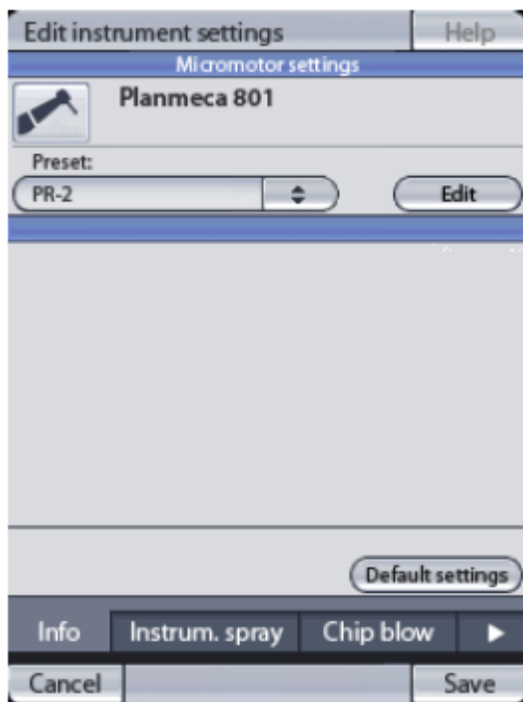 Edit instrument settings Help
Micromotor settings
Planmeca 801
Preset:
PR-2 Edit
Default settings
Info Instrum. spray Chip blow
Cancel Save